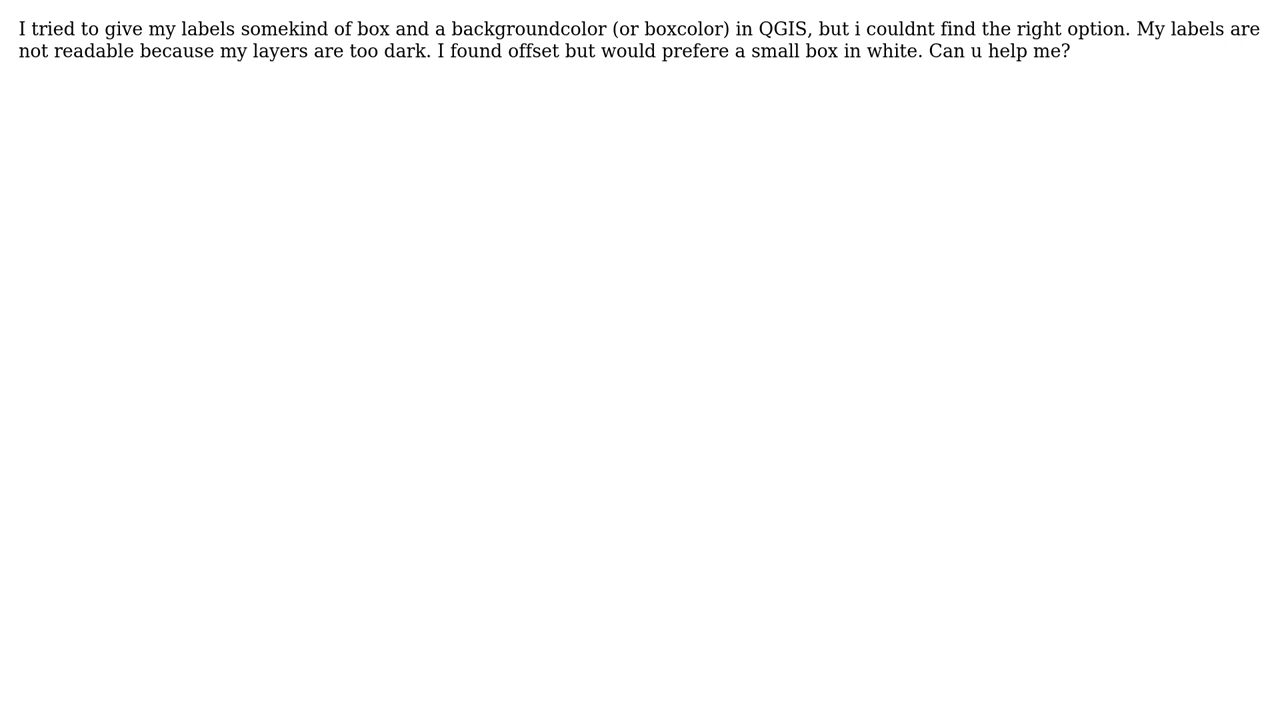 I tried to give my labels somekind of box and a backgroundcolor (or boxcolor) in QGIS, but i couldnt find the right option. My labels are
not readable because my layers are too dark. I found offset but would prefere a small box in white. Can u help me?